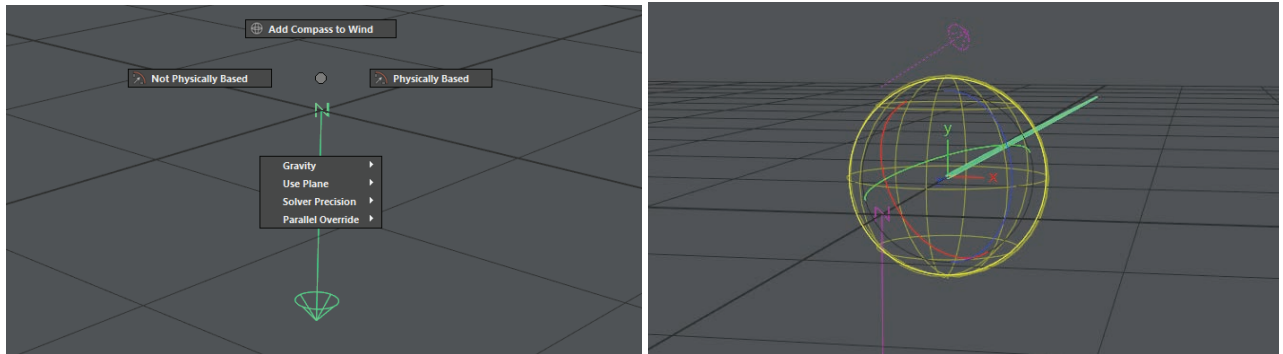 Add Compass to Wind
Not Physically Based
Physically Based
N
Gravity
Use Plane
Solver Precision
Parallel Override
y
x
N